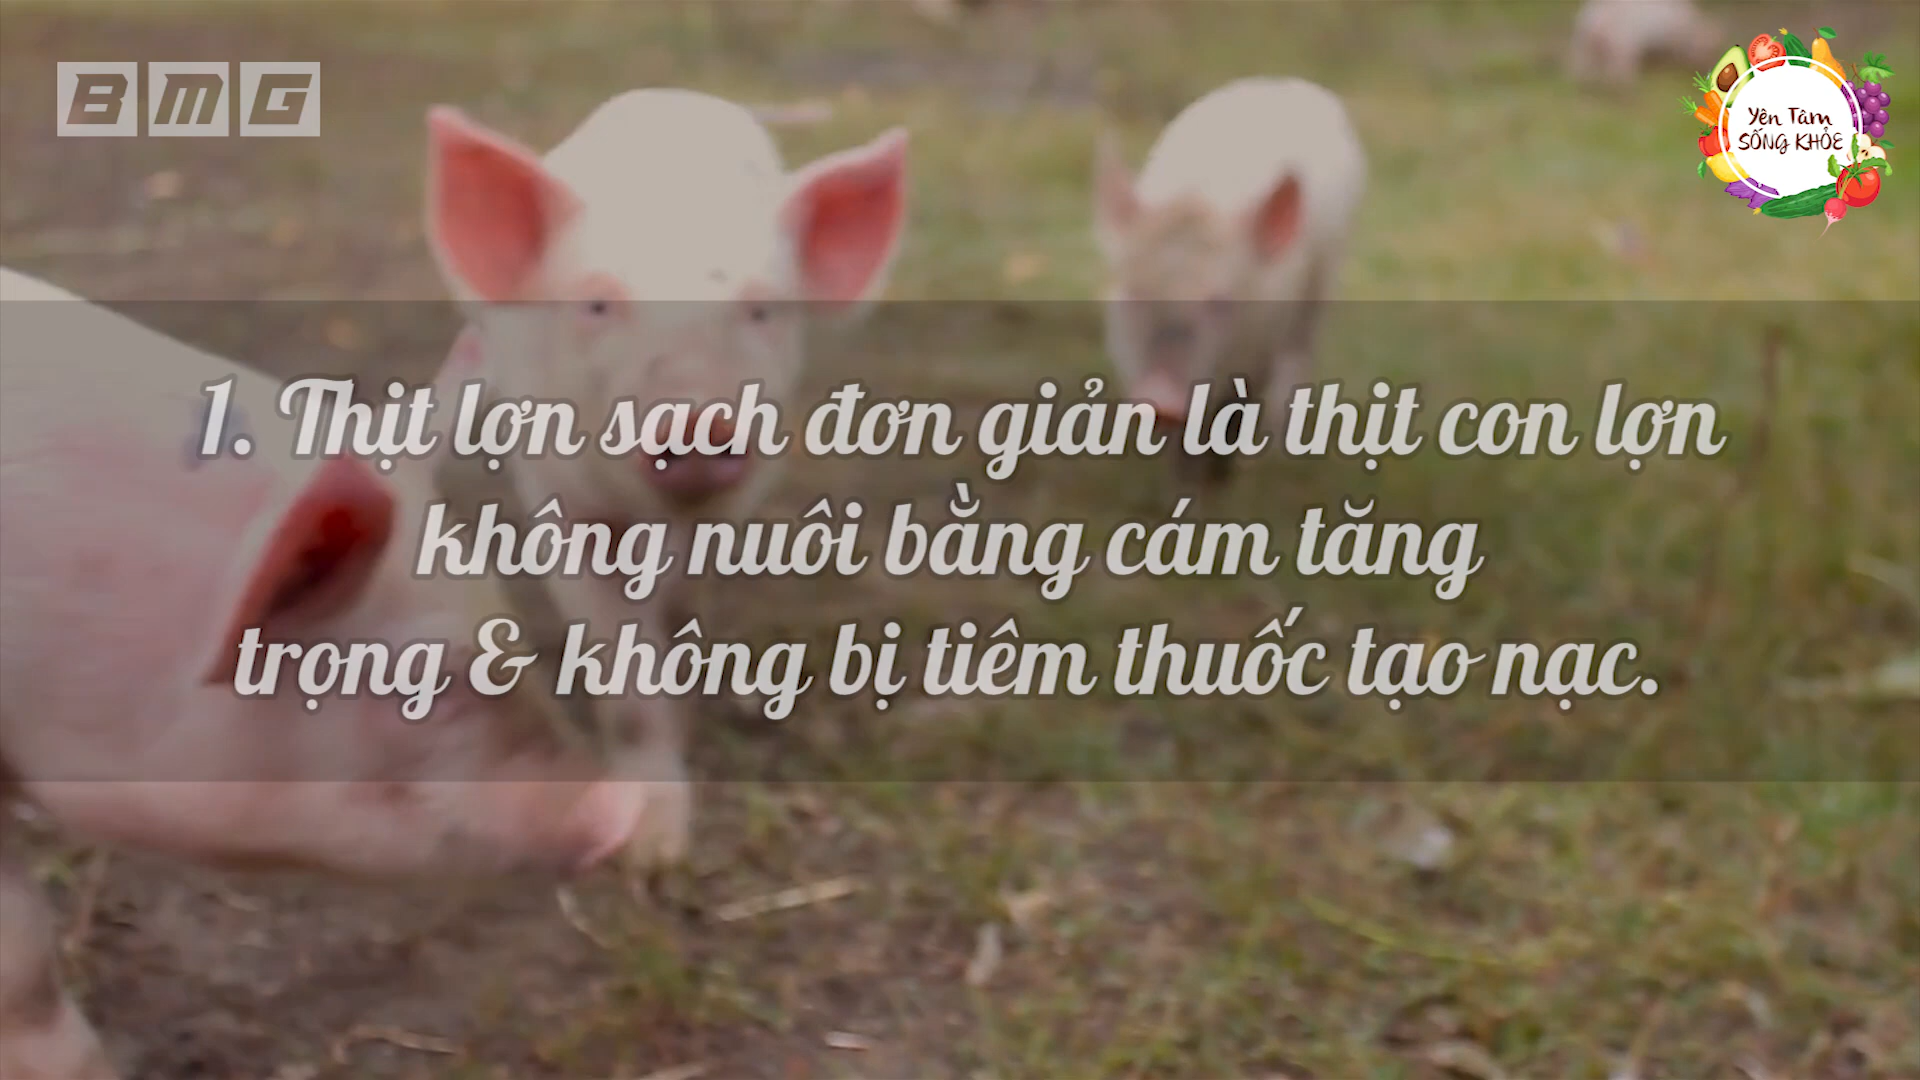 BMG
Yên Tâm
SỐNG KHỎE
1. Thịt lợn sạch đơn giản là thịt con lợn
không nuôi bằng cám tăng
trọng & không bị tiêm thuốc tạo nạc.